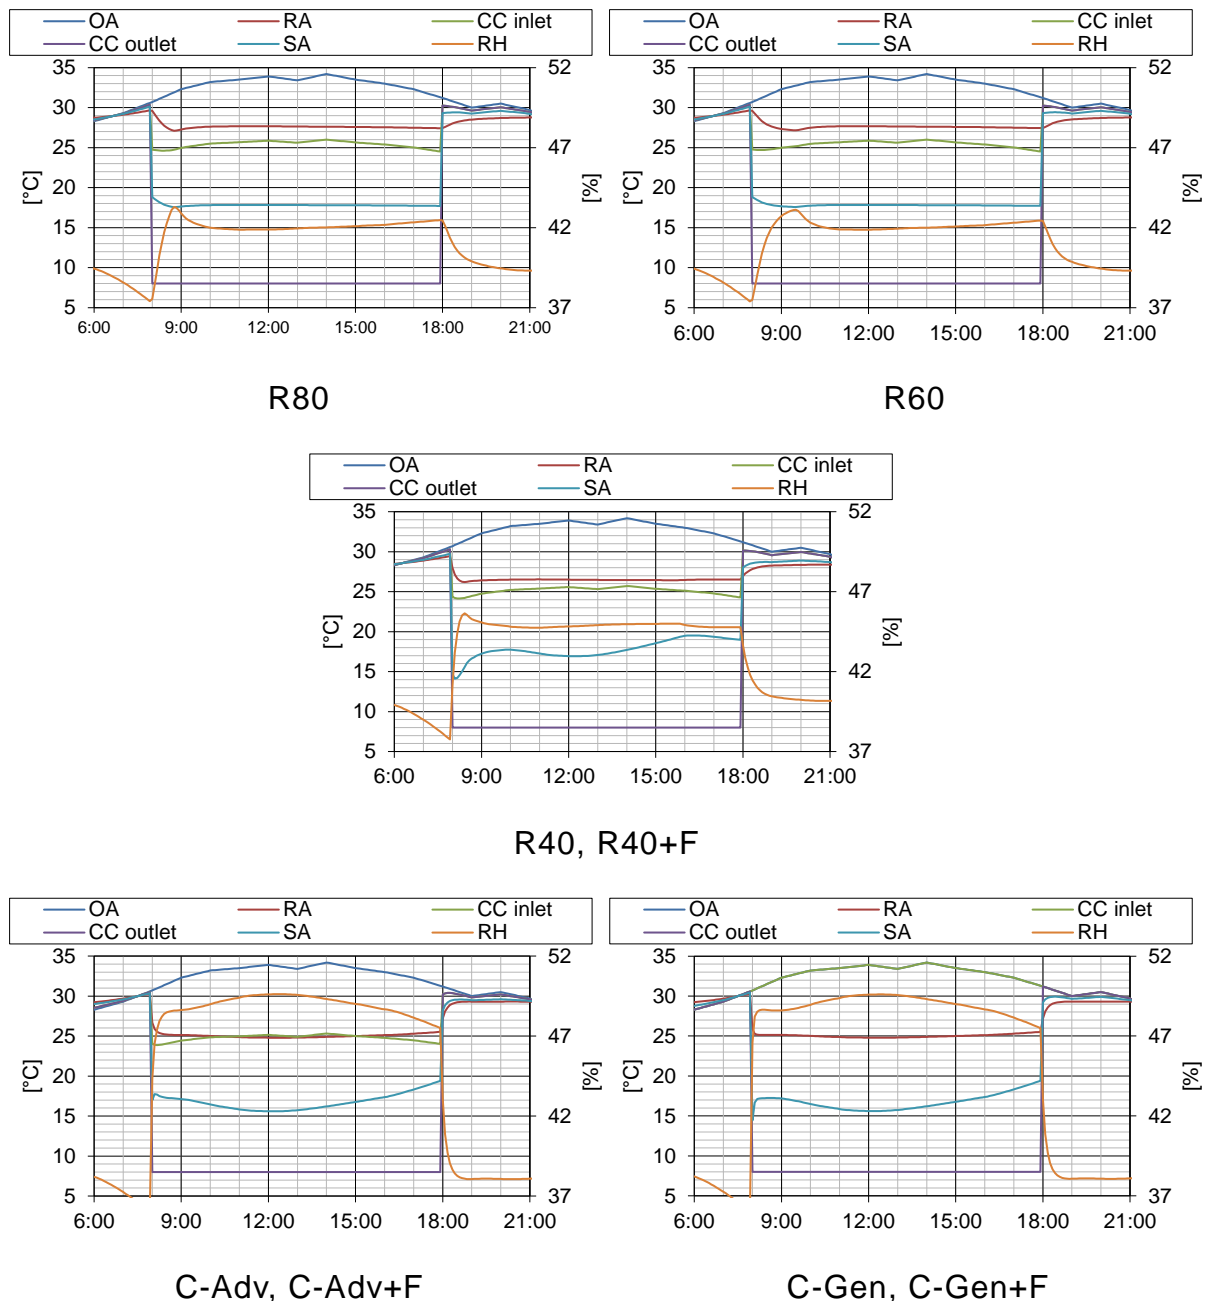 OA RA CC inlet
CC outlet SA RH
OA RA CC inlet
CC outlet SA RH
35 52
30
25 47
20
15 42
10
5 37
[°C] [%]
6:00 9:00 12:00 15:00 18:00 21:00
35 52
30
25 47
20
15 42
10
5 37
[°C] [%]
6:00 9:00 12:00 15:00 18:00 21:00
R80
R60
OA RA CC inlet
CC outlet SA RH
35 52
30
25 47
20
15 42
10
5 37
[°C] [%]
6:00 9:00 12:00 15:00 18:00 21:00
R40, R40+F
OA RA CC inlet
CC outlet SA RH
OA RA CC inlet
CC outlet SA RH
35 52
30
25 47
20
15 42
10
5 37
[°C] [%]
6:00 9:00 12:00 15:00 18:00 21:00
35 52
30
25 47
20
15 42
10
5 37
[°C] [%]
6:00 9:00 12:00 15:00 18:00 21:00
C-Adv, C-Adv+F
C-Gen, C-Gen+F